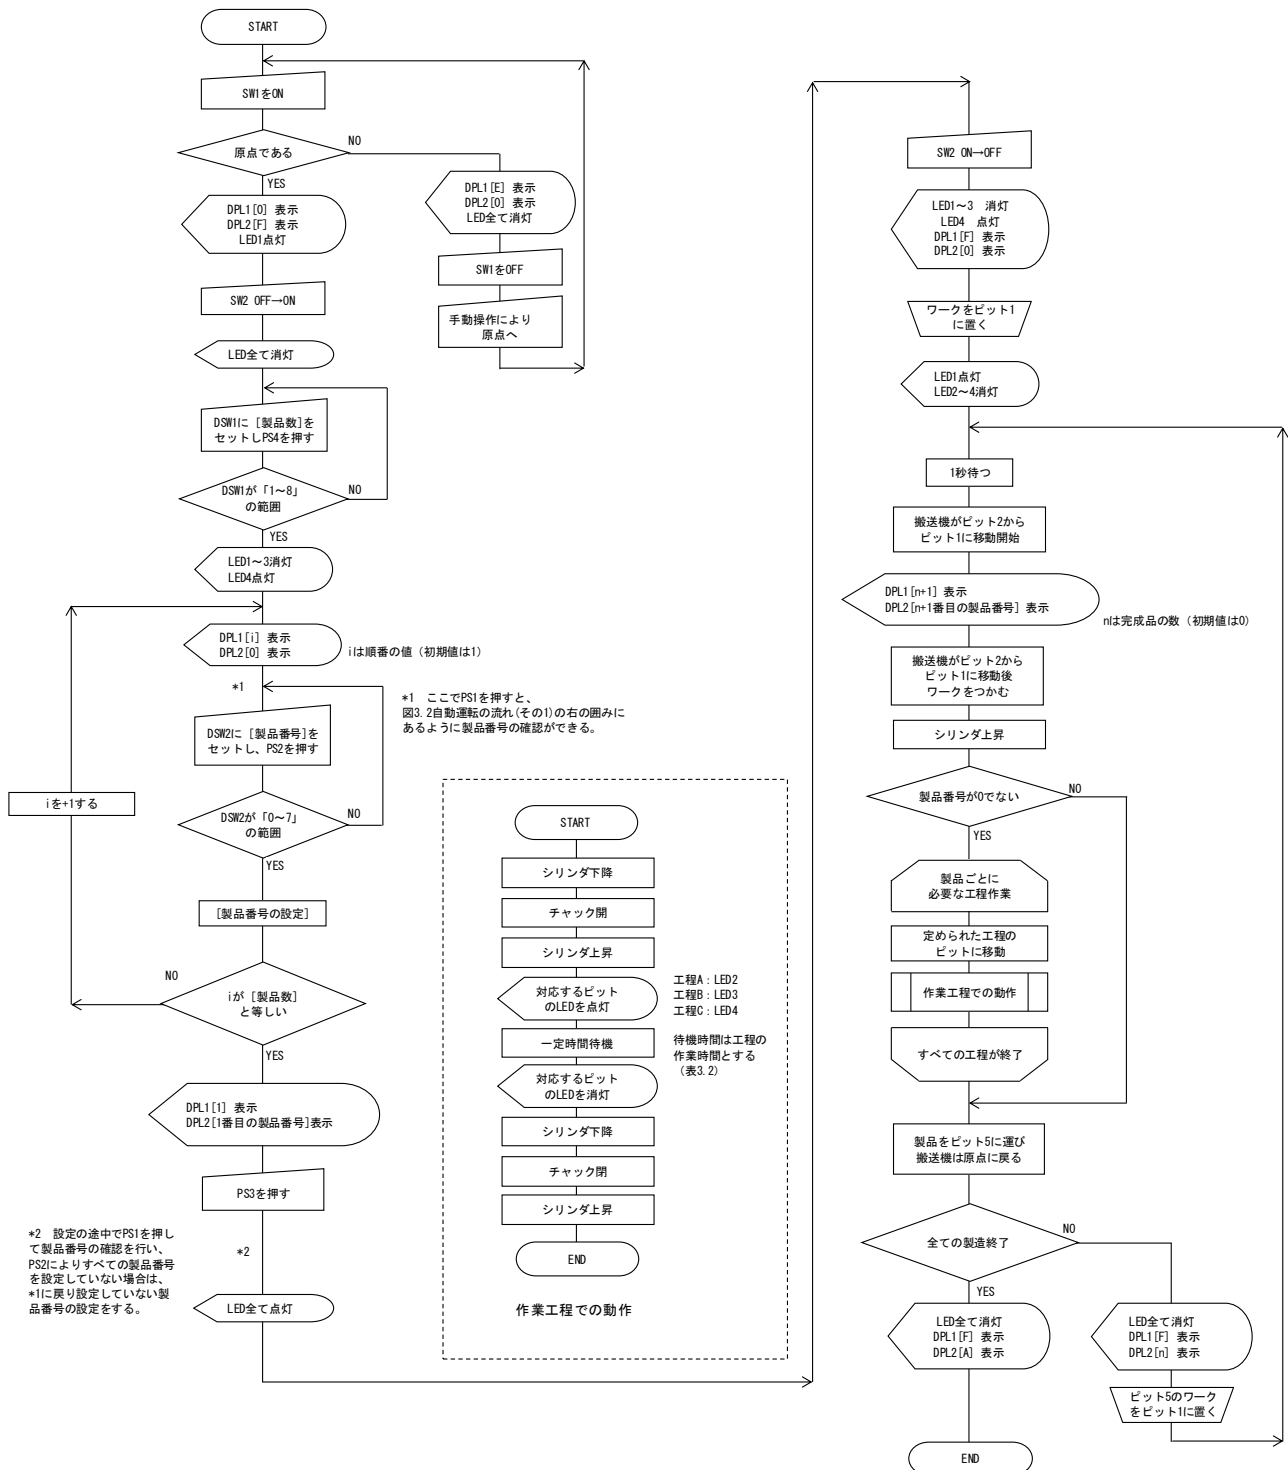 START
SW1をON
原点である
NO
YES
DPL1[0] 表示
DPL2[F] 表示
LED1点灯
DPL1[E] 表示
DPL2[0] 表示
LED全て消灯
SW1をOFF
手動操作により
原点へ
SW2 OFF→ON
LED全て消灯
DSW1に [製品数]を
セットしPS4を押す
DSW1が「1～8」
の範囲
NO
YES
LED1～3消灯
LED4点灯
DPL1[i] 表示
DPL2[0] 表示
iは順番の値 (初期値は1)
*1
*1 ここでPS1を押すと、
図3.2自動運転の流れ(その1)の右の囲みに
あるように製品番号の確認ができる。
DSW2に [製品番号]を
セットし、PS2を押す
iを+1する
DSW2が「0～7」
の範囲
NO
YES
[製品番号の設定]
NO
iが [製品数]
と等しい
YES
DPL1[1] 表示
DPL2[1番目の製品番号]表示
PS3を押す
*2
*2 設定の途中でPS1を押し
て製品番号の確認を行い、
PS2によりすべての製品番号
を設定していない場合は、
*1に戻り設定していない製
品番号の設定をする。
LED全て点灯
START
シリンダ下降
チャック開
シリンダ上昇
対応するピット
のLEDを点灯
工程A：LED2
工程B：LED3
工程C：LED4
一定時間待機
待機時間は工程の
作業時間とする
(表3.2)
対応するピット
のLEDを消灯
シリンダ下降
チャック閉
シリンダ上昇
END
作業工程での動作
SW2 ON→OFF
LED1～3 消灯
LED4 点灯
DPL1[F] 表示
DPL2[0] 表示
ワークをピット1
に置く
LED1点灯
LED2～4消灯
1秒待つ
搬送機がピット2から
ピット1に移動開始
DPL1[n+1] 表示
DPL2[n+1番目の製品番号] 表示
nは完成品の数 (初期値は0)
搬送機がピット2から
ピット1に移動後
ワークをつかむ
シリンダ上昇
製品番号が0でない
NO
YES
製品ごとに
必要な工程作業
定められた工程の
ピットに移動
作業工程での動作
すべての工程が終了
製品をピット5に運び
搬送機は原点に戻る
全ての製造終了
NO
YES
LED全て消灯
DPL1[F] 表示
DPL2[A] 表示
LED全て消灯
DPL1[F] 表示
DPL2[n] 表示
ピット5のワーク
をピット1に置く
END